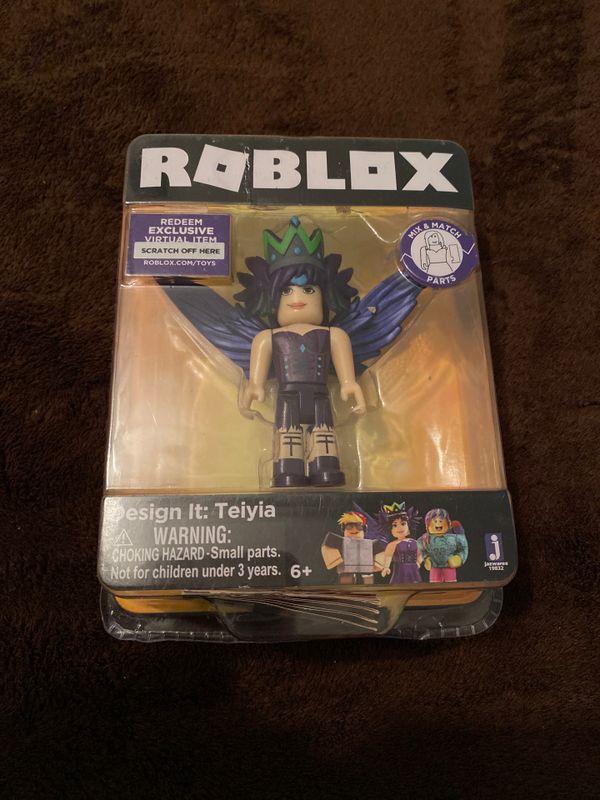 ROBLOX
REDEEM
EXCLUSIVE
VIRTUAL ITEM
SCRATCH OFF HERE
ROBLOX.COM/TOYS
MIX & MATCH
PARTS
Design It: Teiyia
WARNING:
CHOKING HAZARD - Small parts.
Not for children under 3 years. 6+
j
jazwares
19832